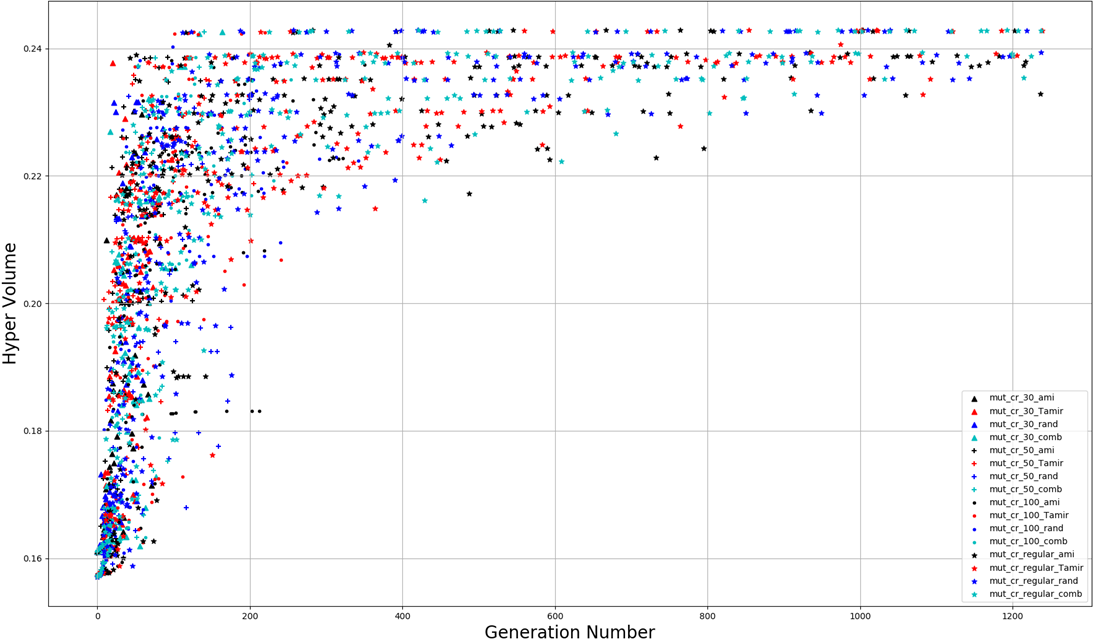 0.24
0.22
0.20
0.18
0.16
Hyper Volume
0
200
400
600
800
1000
1200
Generation Number
mut_cr_30_ami
mut_cr_30_Tamir
mut_cr_30_rand
mut_cr_30_comb
mut_cr_50_ami
mut_cr_50_Tamir
mut_cr_50_rand
mut_cr_50_comb
mut_cr_100_ami
mut_cr_100_Tamir
mut_cr_100_rand
mut_cr_100_comb
mut_cr_regular_ami
mut_cr_regular_Tamir
mut_cr_regular_rand
mut_cr_regular_comb